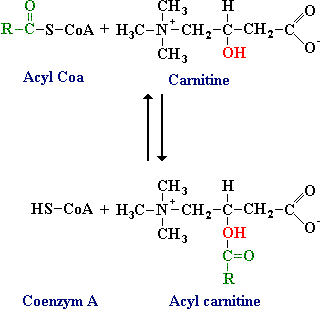 O CH₃ H O
R–C–S–CoA + H₃C–N⁺–CH₂–C–CH₂–C
CH₃ OH O⁻
Acyl Coa Carnitine
CH₃ H O
HS–CoA + H₃C–N⁺–CH₂–C–CH₂–C
CH₃ OH O⁻
C=O
R
Coenzym A Acyl carnitine